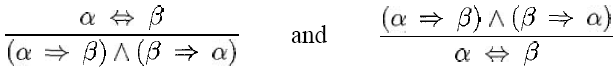 α ⇔ β and (α ⇒ β) ∧ (β ⇒ α)
(α ⇒ β) ∧ (β ⇒ α) α ⇔ β